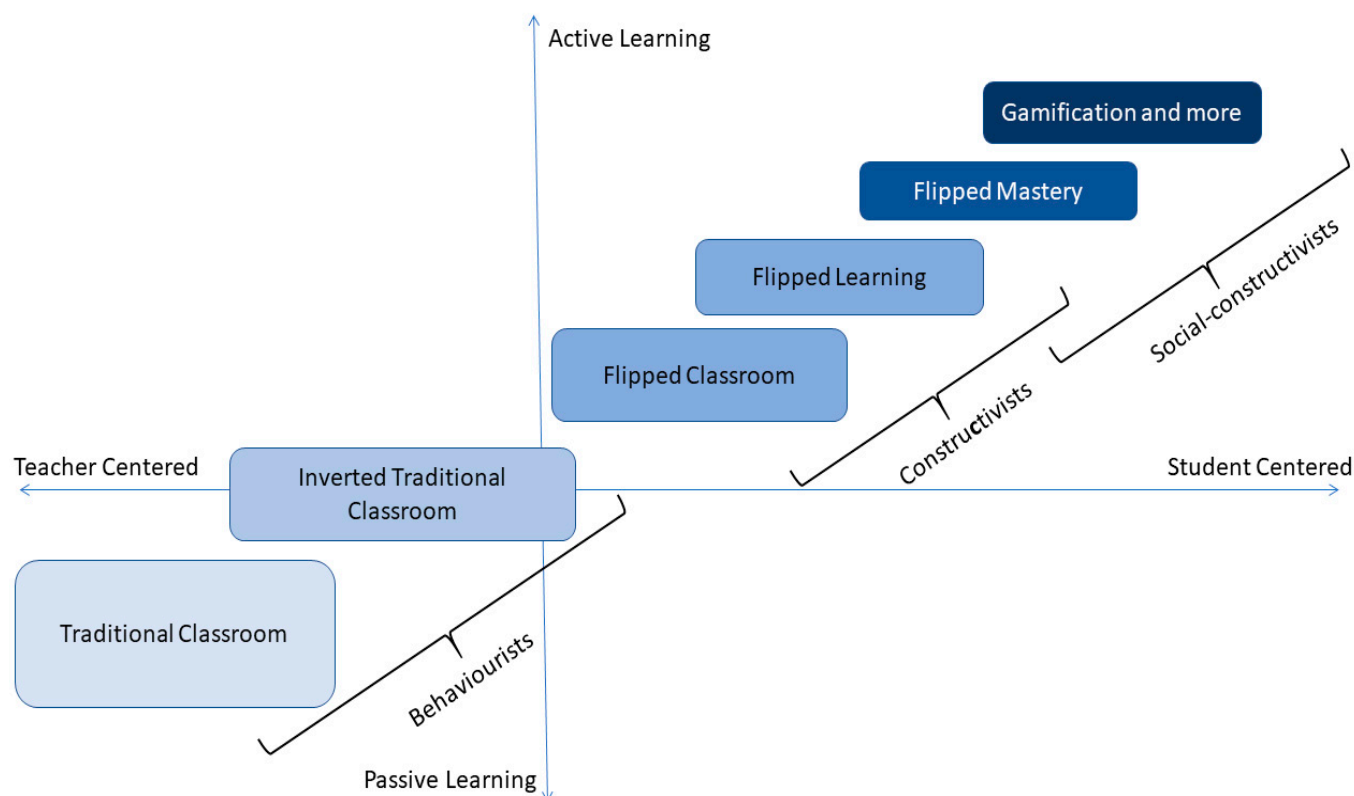 Active Learning
Gamification and more
Flipped Mastery
Flipped Learning
Social-constructivists
Flipped Classroom
Constructivists
Teacher Centered
Inverted Traditional
Classroom
Student Centered
Traditional Classroom
Behaviourists
Passive Learning